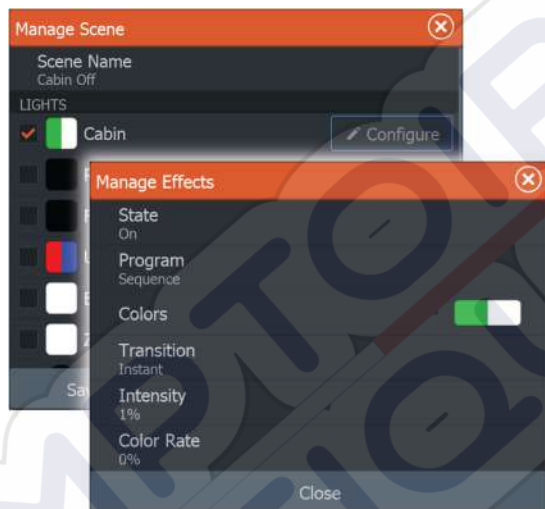 Manage Scene
Scene Name
Cabin Off
LIGHTS
Cabin
Configure
Manage Effects
State
On
Program
Sequence
Colors
Transition
Instant
Intensity
1%
Color Rate
0%
Close